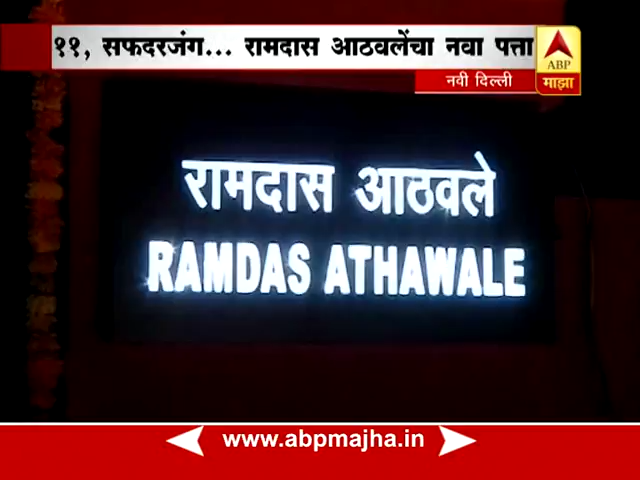 ११, सफदरजंग... रामदास आठवलेंचा नवा पत्ता
ABP
माझा
नवी दिल्ली
रामदास आठवले
RAMDAS ATHAWALE
www.abpmajha.in